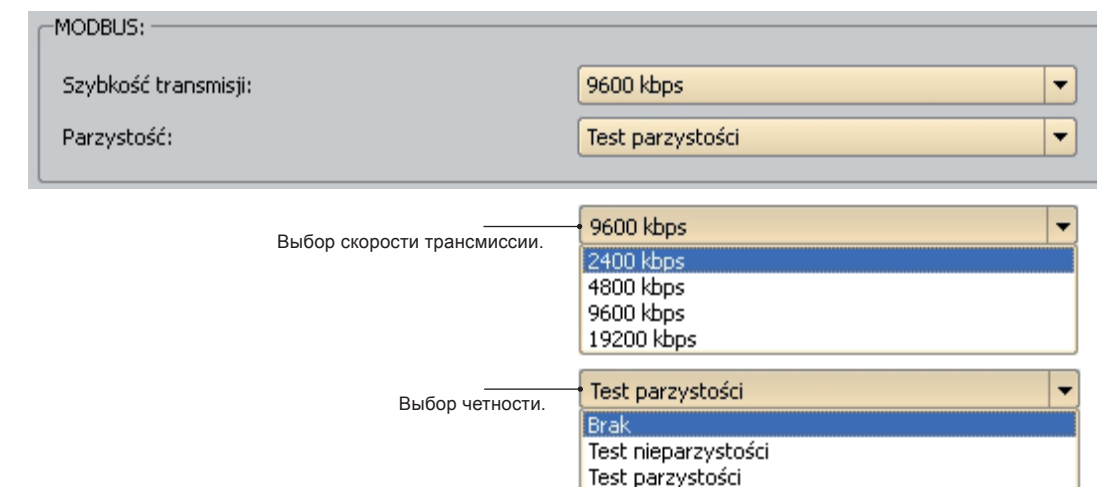 MODBUS:
Szybkość transmisji:
9600 kbps
Parzystość:
Test parzystości
Выбор скорости трансмиссии.
9600 kbps
2400 kbps
4800 kbps
9600 kbps
19200 kbps
Выбор четности.
Test parzystości
Brak
Test nieparzystości
Test parzystości